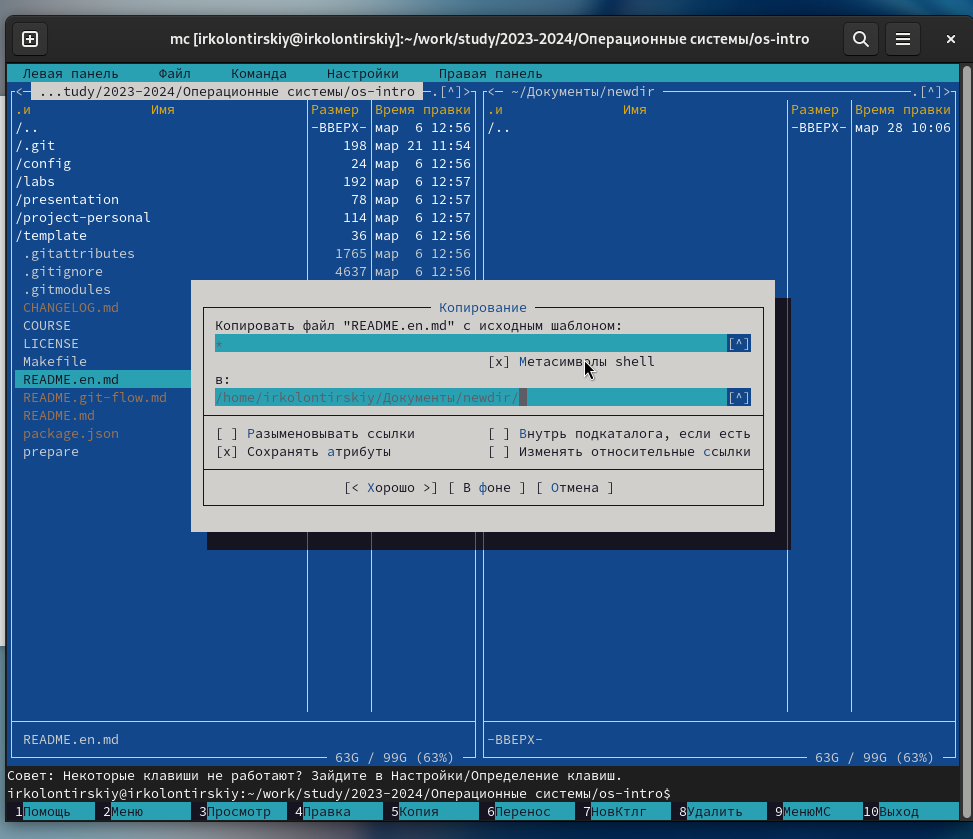 mc [irkolontirskiy@irkolontirskiy]:~/work/study/2023-2024/Операционные системы/os-intro
Левая панель Файл Команда Настройки Правая панель
<─ ...tudy/2023-2024/Операционные системы/os-intro ─.[^]> <─ ~/Документы/newdir ─.[^]>
.и Имя Размер Время правки .и Имя Размер Время правки
/.. -ВВЕРХ- мар 6 12:56 /.. -ВВЕРХ- мар 28 10:06
/.git 198 мар 21 11:54
/config 24 мар 6 12:56
/labs 192 мар 6 12:57
/presentation 78 мар 6 12:57
/project-personal 114 мар 6 12:57
/template 36 мар 6 12:56
.gitattributes 1765 мар 6 12:56
.gitignore 4637 мар 6 12:56
.gitmodules
CHANGELOG.md
COURSE
LICENSE
Makefile
README.en.md
README.git-flow.md
README.md
package.json
prepare
Копирование
Копировать файл "README.en.md" с исходным шаблоном:
* [^]
[x] Метасимволы shell
в:
/home/irkolontirskiy/Документы/newdir/ [^]
[ ] Разыменовывать ссылки [ ] Внутрь подкаталога, если есть
[x] Сохранять атрибуты [ ] Изменять относительные ссылки
[< Хорошо >] [ В фоне ] [ Отмена ]
README.en.md -ВВЕРХ-
63G / 99G (63%) 63G / 99G (63%)
Совет: Некоторые клавиши не работают? Зайдите в Настройки/Определение клавиш.
irkolontirskiy@irkolontirskiy:~/work/study/2023-2024/Операционные системы/os-intro$
1Помощь 2Меню 3Просмотр 4Правка 5Копия 6Перенос 7НовКтлг 8Удалить 9МенюМС 10Выход